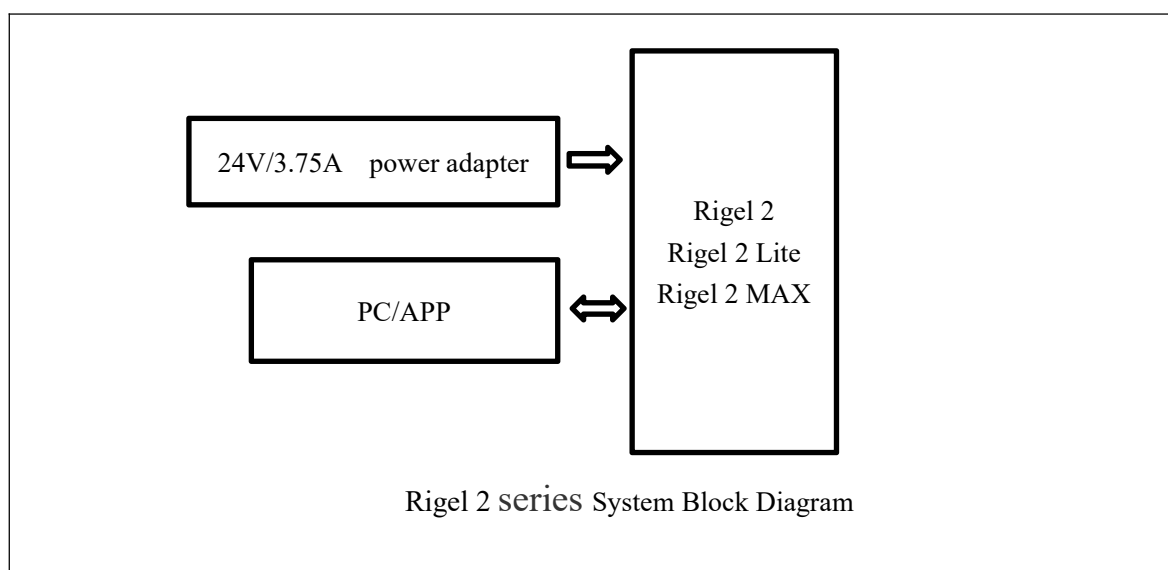 24V/3.75A power adapter
Rigel 2
Rigel 2 Lite
Rigel 2 MAX
PC/APP
Rigel 2 series System Block Diagram